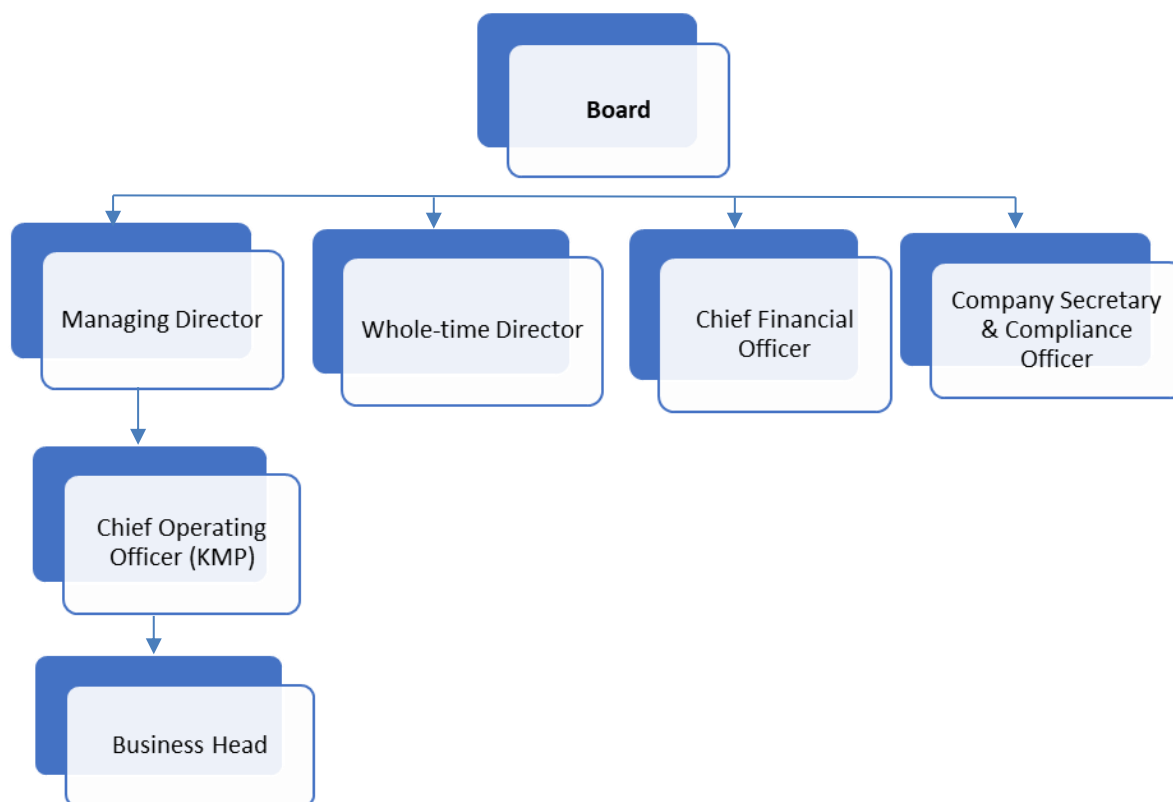 Board
Managing Director
Whole-time Director
Chief Financial
Officer
Company Secretary
& Compliance
Officer
Chief Operating
Officer (KMP)
Business Head